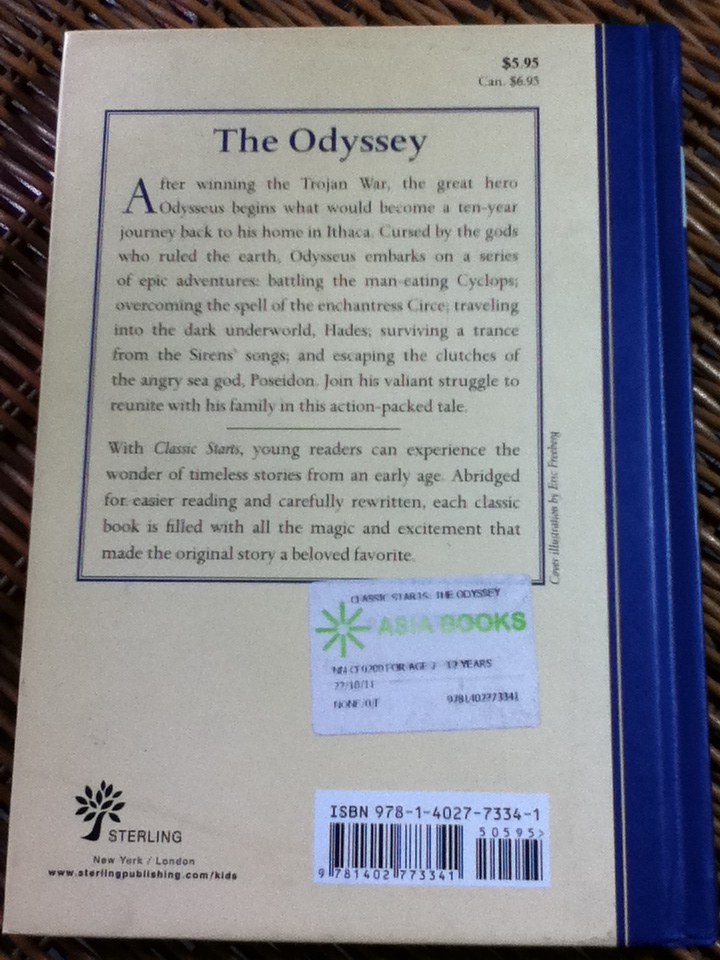 $5.95
Can. $6.95
The Odyssey
After winning the Trojan War, the great hero
Odysseus begins what would become a ten-year
journey back to his home in Ithaca. Cursed by the gods
who ruled the earth, Odysseus embarks on a series
of epic adventures: battling the man-eating Cyclops;
overcoming the spell of the enchantress Circe; traveling
into the dark underworld, Hades; surviving a trance
from the Sirens' songs; and escaping the clutches of
the angry sea god, Poseidon. Join his valiant struggle to
reunite with his family in this action-packed tale.
With Classic Starts, young readers can experience the
wonder of timeless stories from an early age. Abridged
for easier reading and carefully rewritten, each classic
book is filled with all the magic and excitement that
made the original story a beloved favorite.
Cover illustration by Eric Freeberg
CLASSIC STARTS: THE ODYSSEY
ASIA BOOKS
FOR AGE 7 - 12 YEARS
22/10/11
9781402773341
STERLING
New York / London
www.sterlingpublishing.com/kids
ISBN 978-1-4027-7334-1
50595>
9 781402 773341